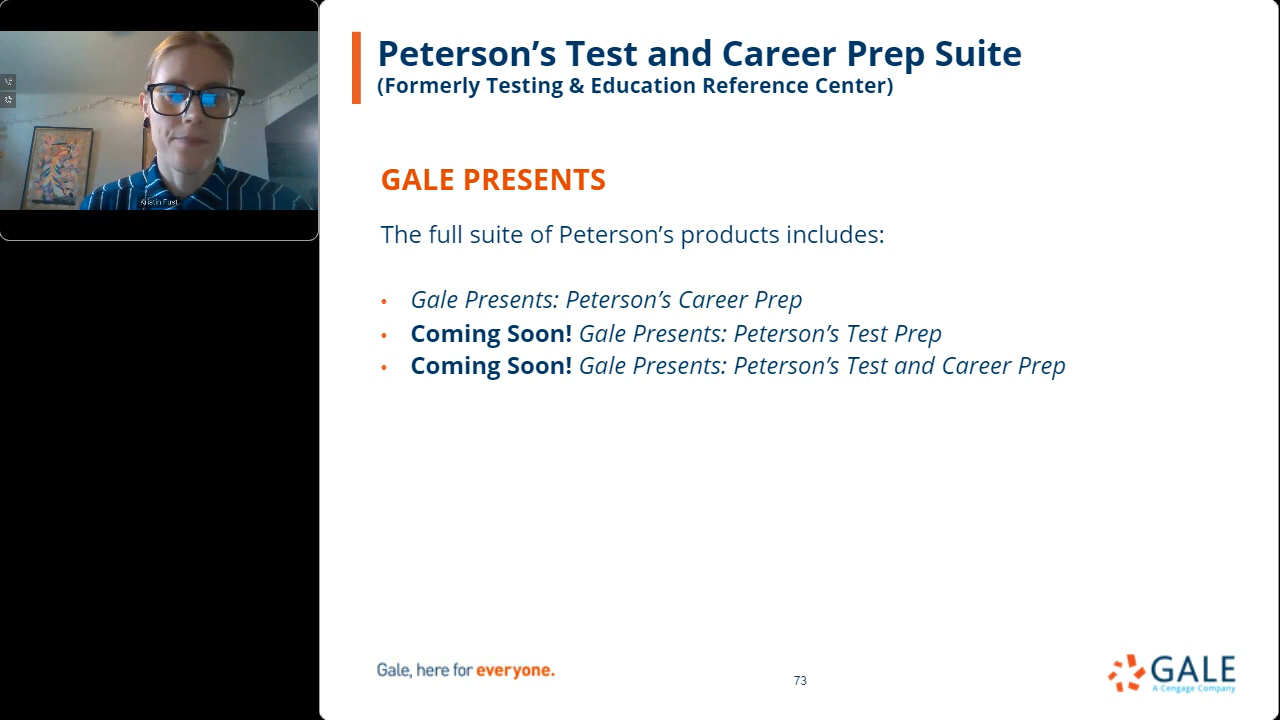 Peterson’s Test and Career Prep Suite
(Formerly Testing & Education Reference Center)
Kristin Fust
GALE PRESENTS
The full suite of Peterson’s products includes:
• Gale Presents: Peterson’s Career Prep
• Coming Soon! Gale Presents: Peterson’s Test Prep
• Coming Soon! Gale Presents: Peterson’s Test and Career Prep
Gale, here for everyone.
73
GALE
A Cengage Company